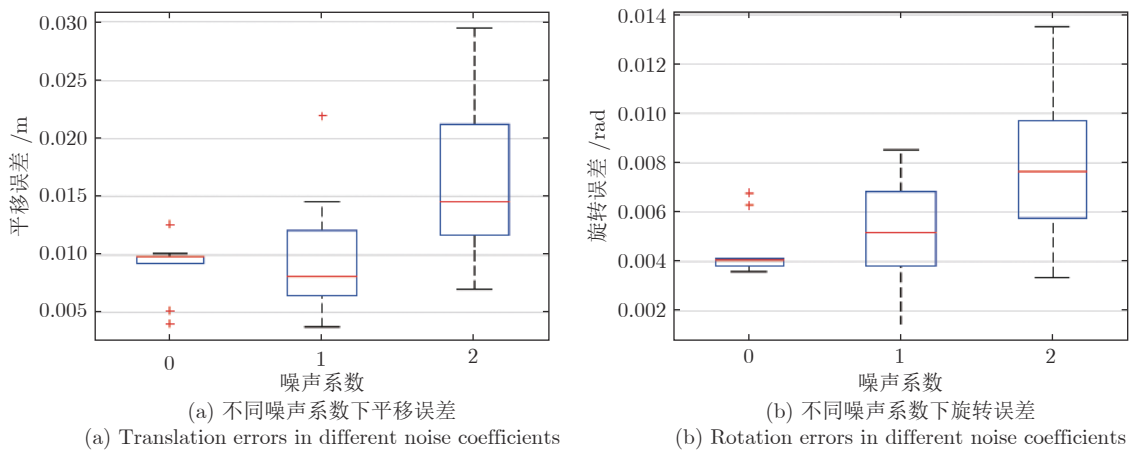 0.030
0.025
0.020
0.015
0.010
0.005
平移误差 /m
0 1 2
噪声系数
(a) 不同噪声系数下平移误差
(a) Translation errors in different noise coefficients
0.014
0.012
0.010
0.008
0.006
0.004
0.002
旋转误差 /rad
0 1 2
噪声系数
(b) 不同噪声系数下旋转误差
(b) Rotation errors in different noise coefficients